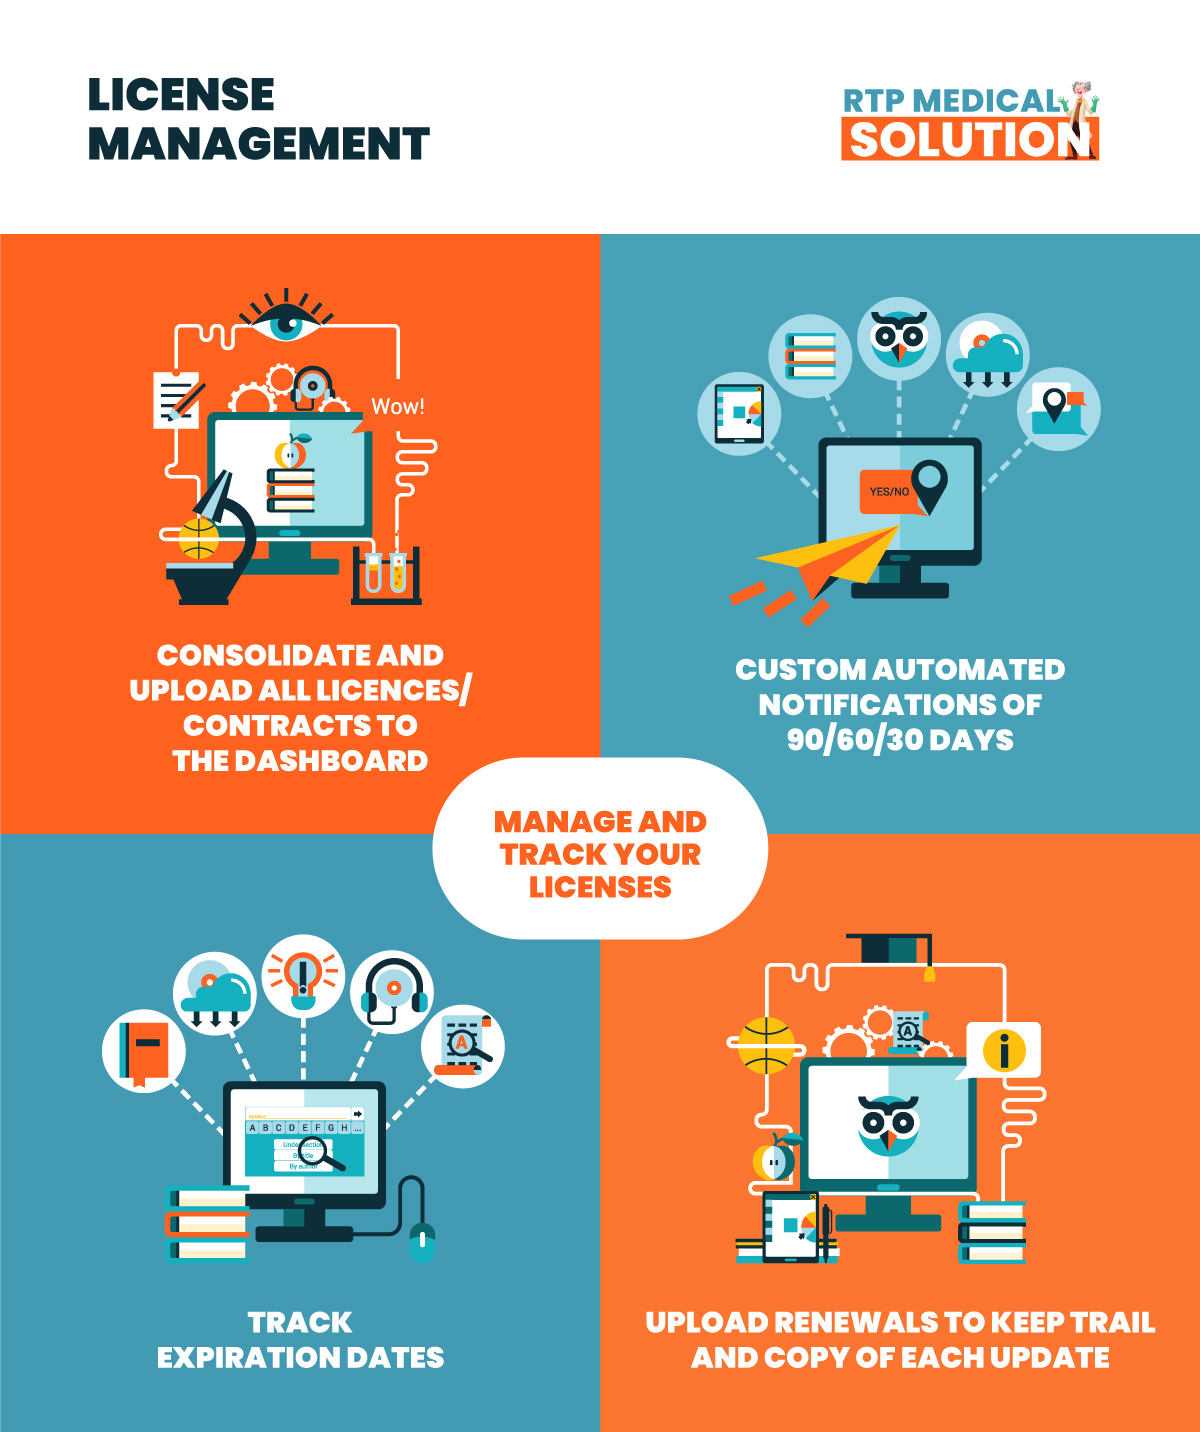 LICENSE
MANAGEMENT
RTP MEDICAL
SOLUTION
Wow!
CONSOLIDATE AND
UPLOAD ALL LICENCES/
CONTRACTS TO
THE DASHBOARD
YES/NO
CUSTOM AUTOMATED
NOTIFICATIONS OF
90/60/30 DAYS
MANAGE AND
TRACK YOUR
LICENSES
A
SEARCH
A B C D E F G H ...
By title
By author
TRACK
EXPIRATION DATES
A
i
UPLOAD RENEWALS TO KEEP TRAIL
AND COPY OF EACH UPDATE